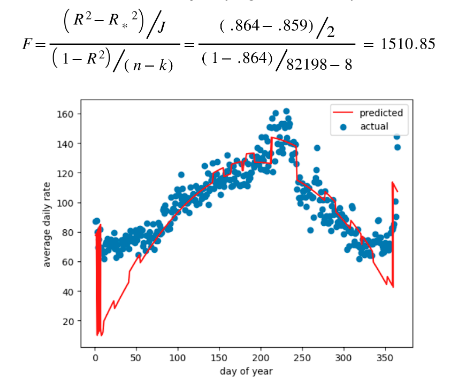 F = ((R² − R*²)/J) / ((1 − R²)/(n − k)) = ((.864 − .859)/2) / ((1 − .864)/82198 − 8) = 1510.85
predicted
actual
160
140
120
100
80
60
40
20
average daily rate
0 50 100 150 200 250 300 350
day of year